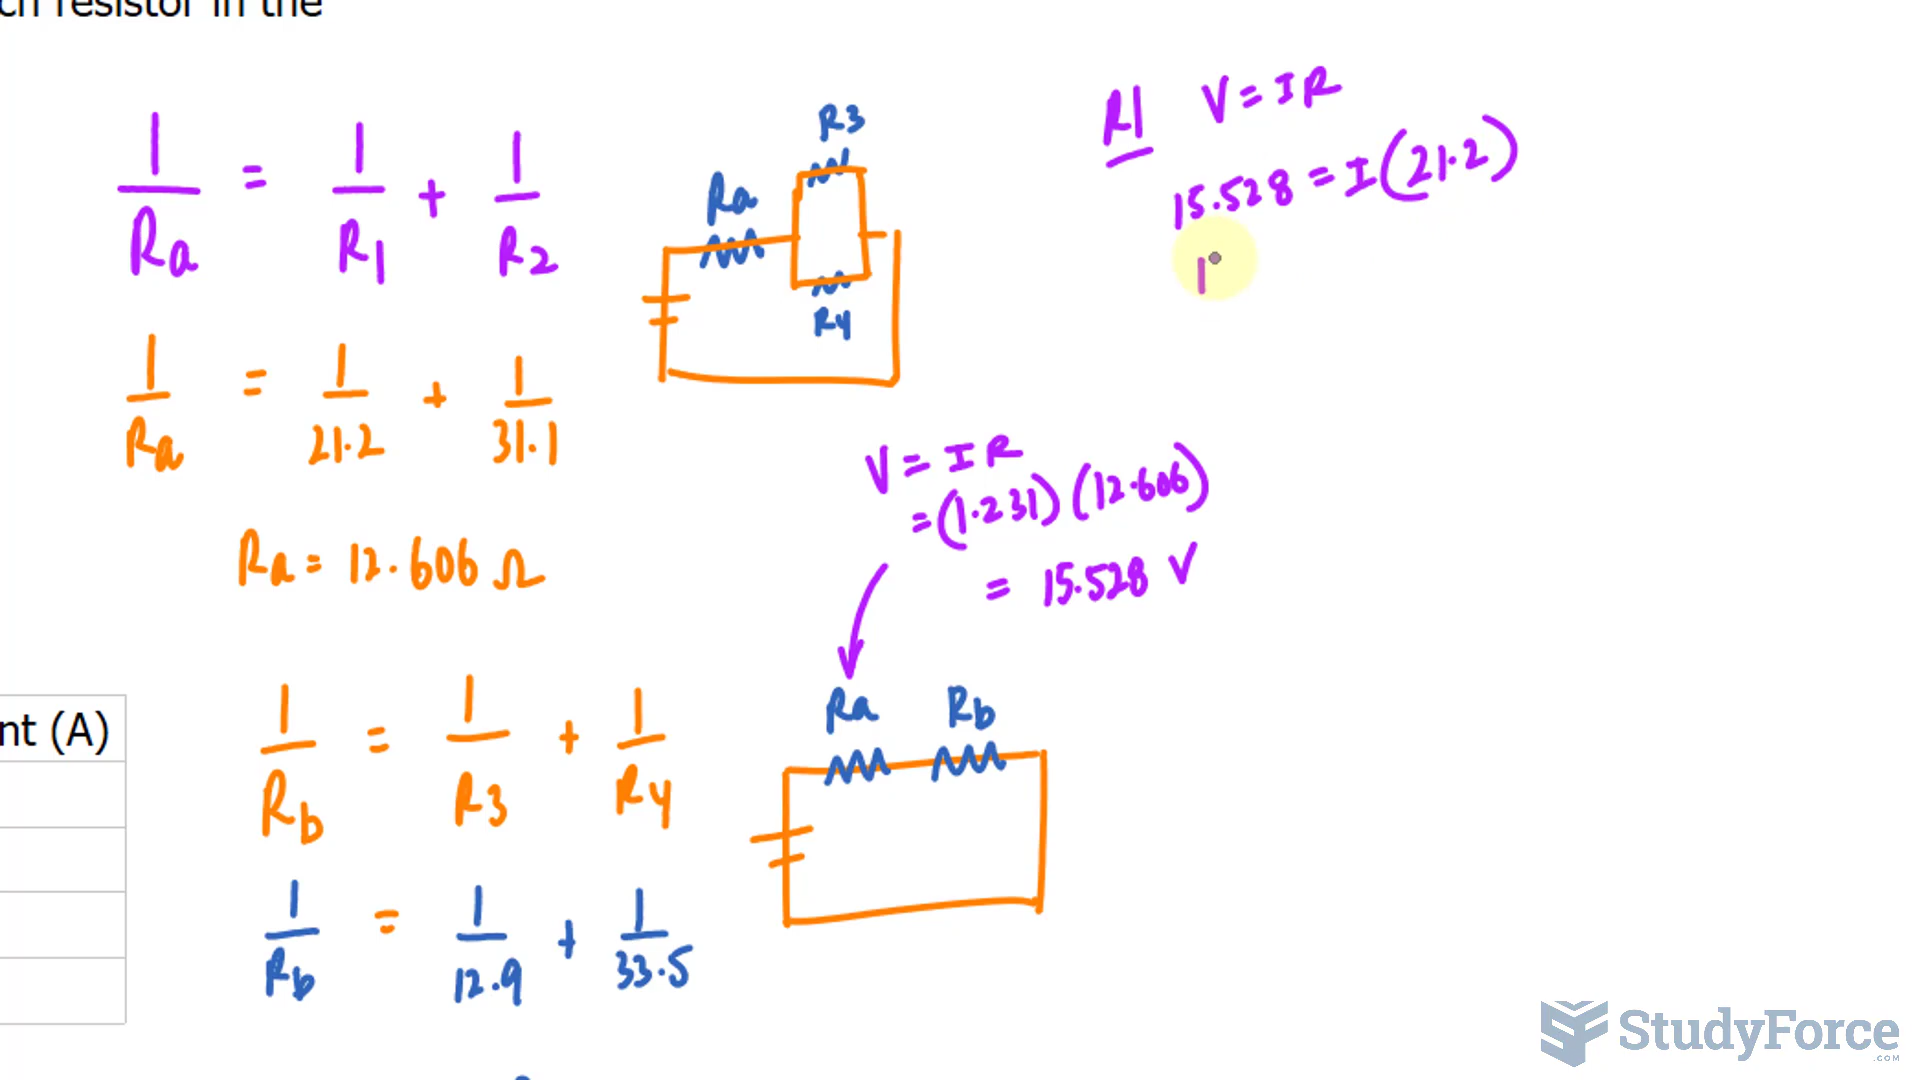 ch resistor in the
1/Ra = 1/R1 + 1/R2
1/Ra = 1/21.2 + 1/31.1
Ra = 12.606 Ω
1/Rb = 1/R3 + 1/R4
1/Rb = 1/12.9 + 1/33.5
nt (A)
R3
Ra
R4
V = IR
= (1.231)(12.606)
= 15.528 V
Ra Rb
R1 V = IR
15.528 = I(21.2)
StudyForce
.COM